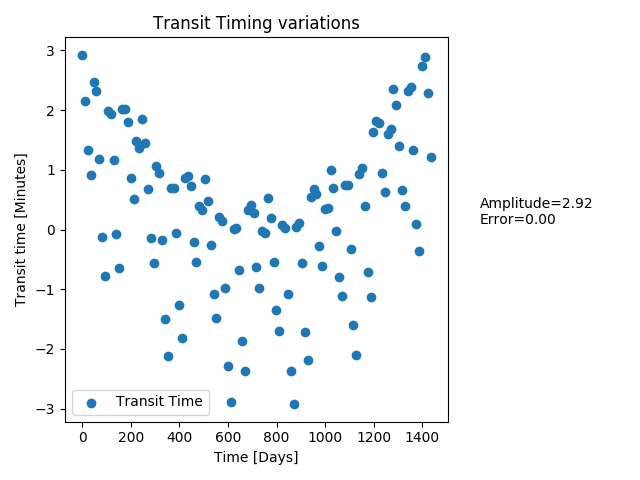 Transit Timing variations
3
2
1
0
−1
−2
−3
Transit time [Minutes]
Amplitude=2.92
Error=0.00
Transit Time
0 200 400 600 800 1000 1200 1400
Time [Days]